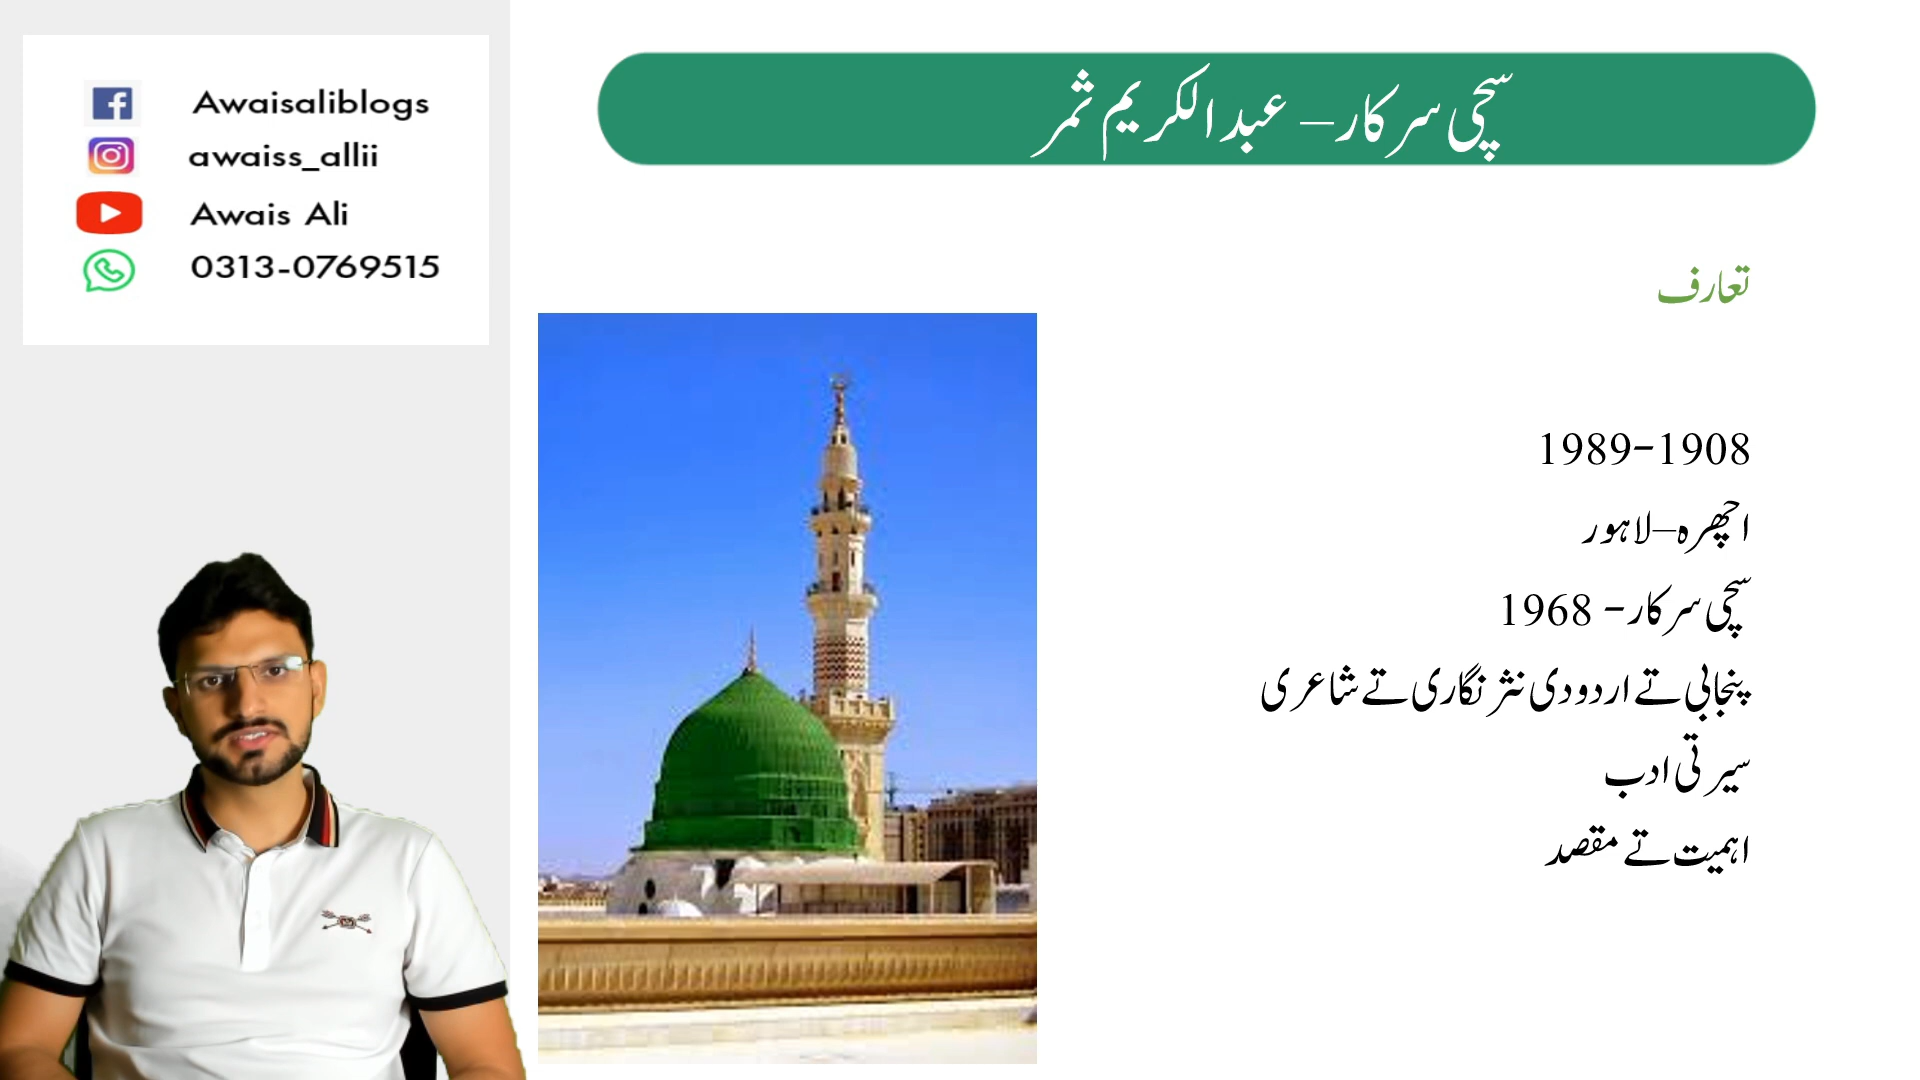 Awaisaliblogs
awaiss_allii
Awais Ali
0313-0769515
سچی سرکار – عبدالکریم ثمر
تعارف
1908-1989
اچھرہ – لاہور
سچی سرکار - 1968
پنجابی تے اردو دی نثر نگاری تے شاعری
سیرتی ادب
اہمیت تے مقصد